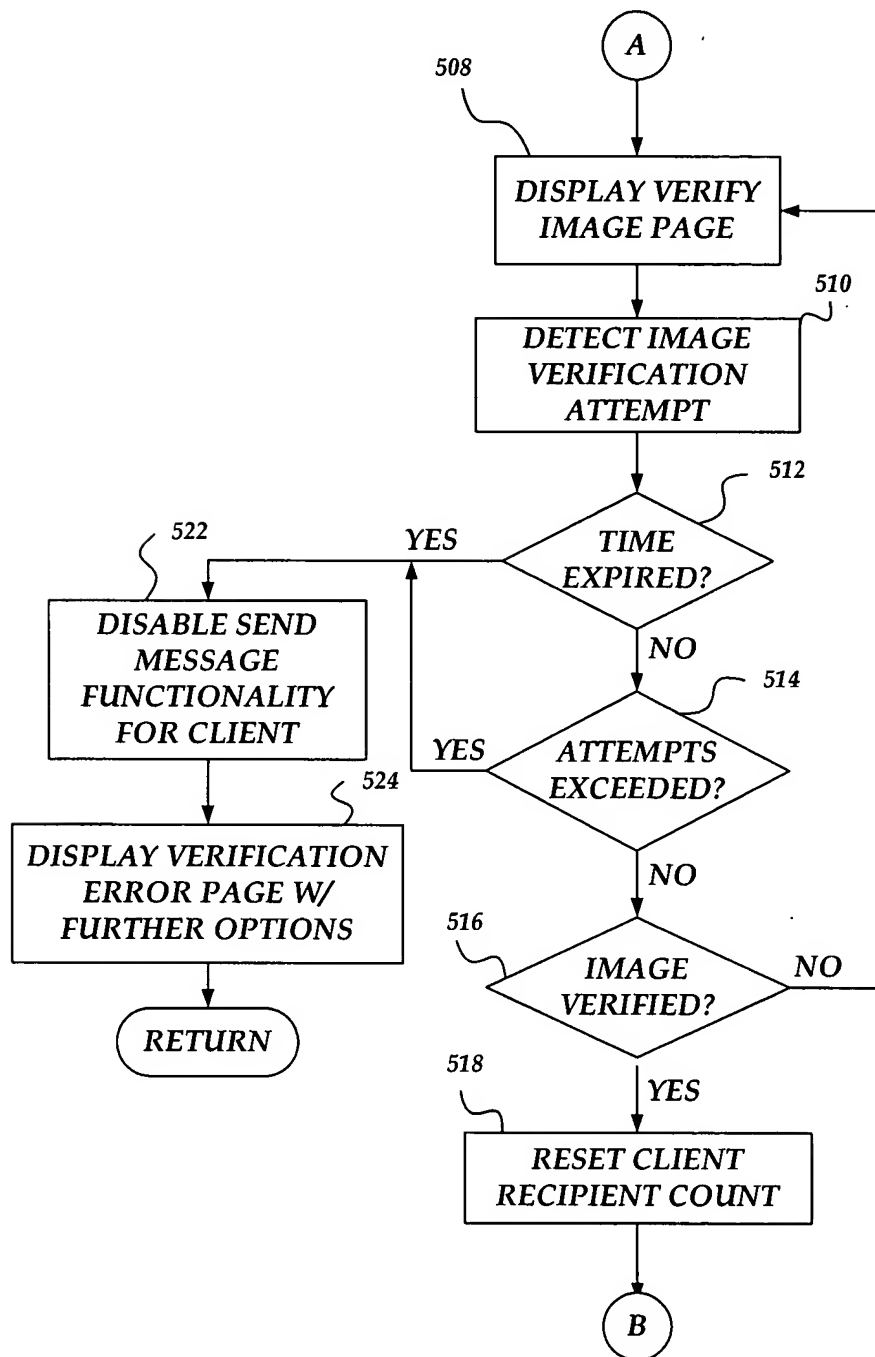 A
508
DISPLAY VERIFY
IMAGE PAGE
510
DETECT IMAGE
VERIFICATION
ATTEMPT
512
TIME
EXPIRED?
YES
NO
522
DISABLE SEND
MESSAGE
FUNCTIONALITY
FOR CLIENT
514
ATTEMPTS
EXCEEDED?
YES
NO
524
DISPLAY VERIFICATION
ERROR PAGE W/
FURTHER OPTIONS
RETURN
516
IMAGE
VERIFIED?
NO
YES
518
RESET CLIENT
RECIPIENT COUNT
B